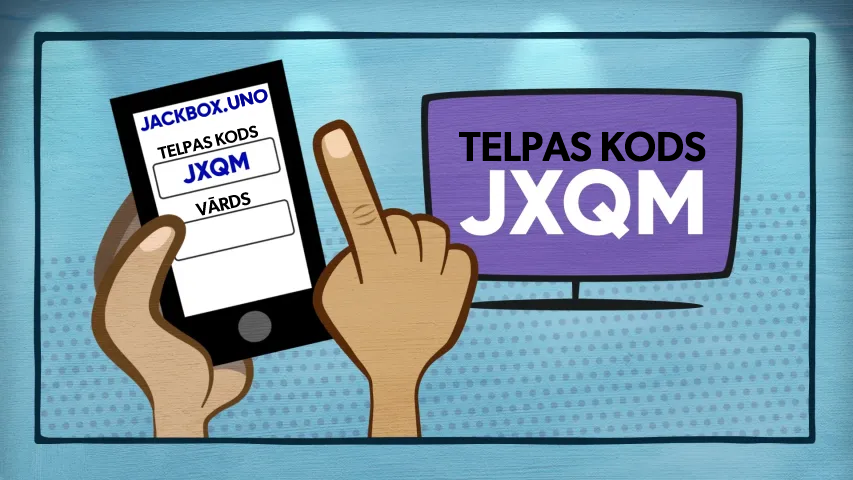 JACKBOX.UNO
TELPAS KODS
JXQM
VĀRDS
TELPAS KODS
JXQM